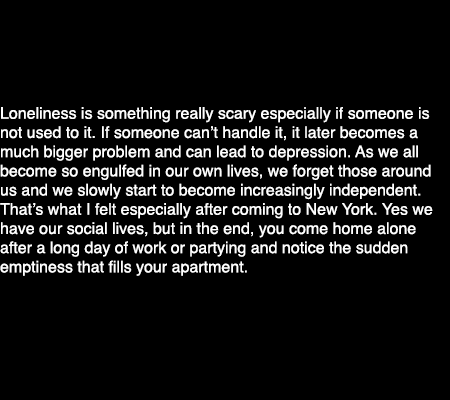 Loneliness is something really scary especially if someone is
not used to it. If someone can’t handle it, it later becomes a
much bigger problem and can lead to depression. As we all
become so engulfed in our own lives, we forget those around
us and we slowly start to become increasingly independent.
That’s what I felt especially after coming to New York. Yes we
have our social lives, but in the end, you come home alone
after a long day of work or partying and notice the sudden
emptiness that fills your apartment.